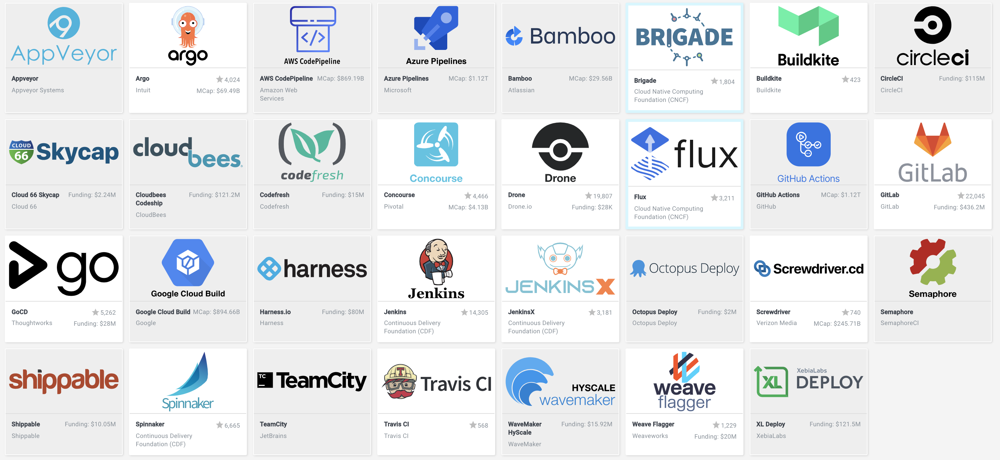 AppVeyor
Appveyor
Appveyor Systems
argo
Argo
4,024
Intuit
MCap: $69.49B
AWS CodePipeline
AWS CodePipeline
MCap: $869.19B
Amazon Web
Services
Azure Pipelines
Azure Pipelines
MCap: $1.12T
Microsoft
Bamboo
Bamboo
MCap: $29.56B
Atlassian
BRIGADE
Brigade
1,804
Cloud Native Computing
Foundation (CNCF)
Buildkite
Buildkite
423
Buildkite
circleci
CircleCI
Funding: $115M
CircleCI
CLOUD
66
Skycap
Cloud 66 Skycap
Funding: $2.24M
Cloud 66
cloud
bees
Cloudbees
Codeship
Funding: $121.2M
CloudBees
codefresh
Codefresh
Funding: $15M
Codefresh
Concourse
Concourse
4,466
Pivotal
MCap: $4.13B
Drone
Drone
19,807
Drone.io
Funding: $28K
flux
Flux
3,211
Cloud Native Computing
Foundation (CNCF)
GitHub Actions
GitHub Actions
MCap: $1.12T
GitHub
GitLab
GitLab
22,045
GitLab
Funding: $436.2M
go
GoCD
5,262
Thoughtworks
Funding: $28M
Google Cloud Build
Google Cloud Build
MCap: $894.66B
Google
harness
Harness.io
Funding: $80M
Harness
Jenkins
Jenkins
14,305
Continuous Delivery
Foundation (CDF)
JENKINS X
JenkinsX
3,181
Continuous Delivery
Foundation (CDF)
Octopus Deploy
Octopus Deploy
Funding: $2M
Octopus Deploy
Screwdriver.cd
Screwdriver
740
Verizon Media
MCap: $245.71B
Semaphore
Semaphore
SemaphoreCI
shippable
Shippable
Funding: $10.05M
Shippable
Spinnaker
Spinnaker
6,665
Continuous Delivery
Foundation (CDF)
TC
TeamCity
TeamCity
JetBrains
T
Travis CI
Travis CI
568
Travis CI
HYSCALE
wavemaker
WaveMaker
HyScale
Funding: $15.92M
WaveMaker
weave
flagger
Weave Flagger
1,229
Weaveworks
Funding: $20M
XL
XebiaLabs
DEPLOY
XL Deploy
Funding: $121.5M
XebiaLabs